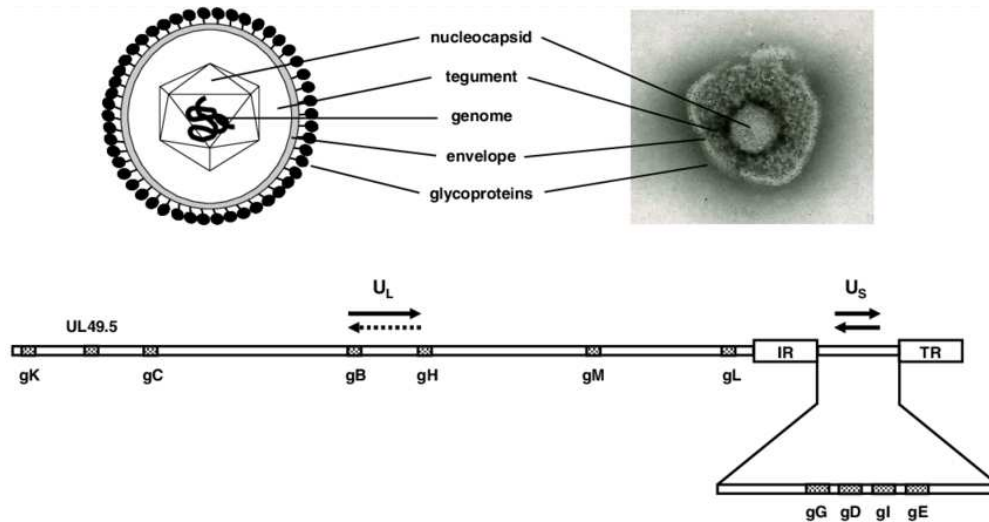 nucleocapsid
tegument
genome
envelope
glycoproteins
UL US
UL49.5
IR TR
gK gC gB gH gM gL
gG gD gI gE